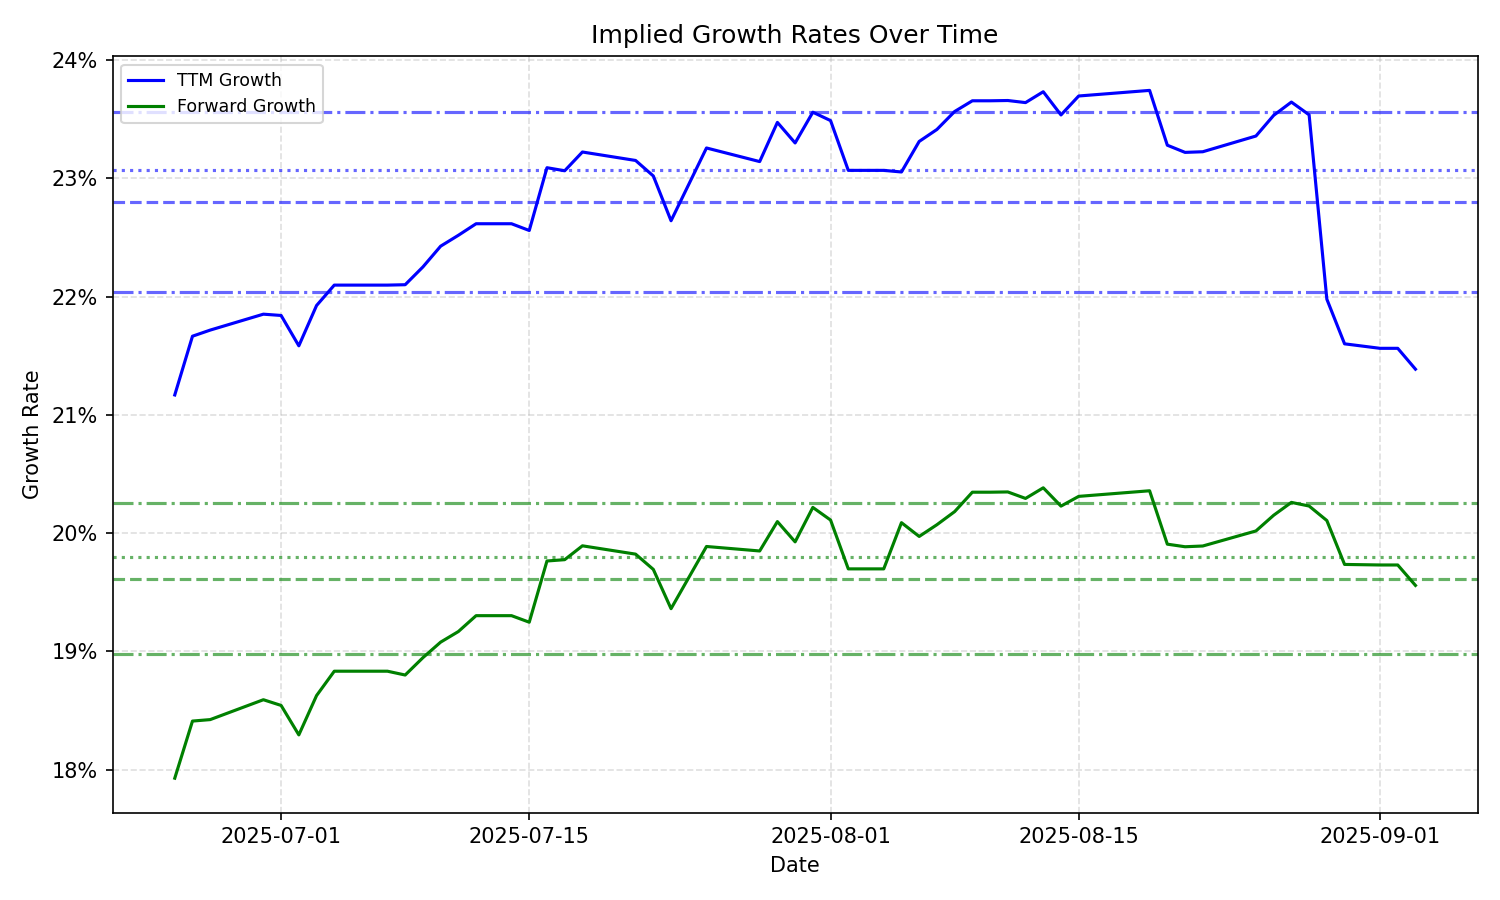 Implied Growth Rates Over Time
24%
23%
22%
21%
20%
19%
18%
Growth Rate
TTM Growth
Forward Growth
2025-07-01
2025-07-15
2025-08-01
2025-08-15
2025-09-01
Date